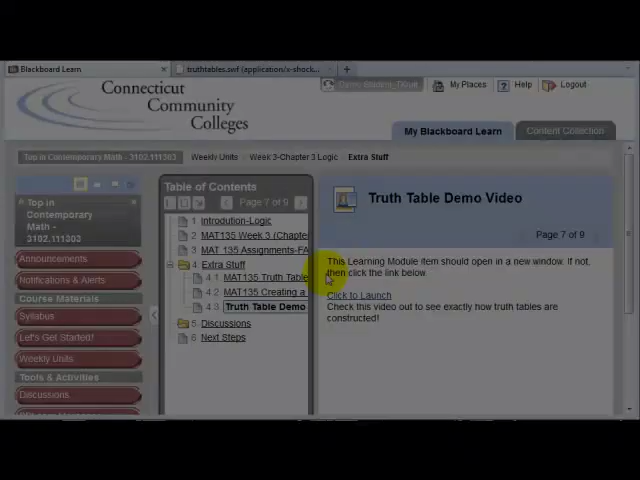 Blackboard Learn
truthtables.swf (application/x-shock...
Connecticut
Community
Colleges
My Places
Help
Logout
My Blackboard Learn
Content Collection
Top in Contemporary Math - 3102.111303
Weekly Units
Week 3-Chapter 3 Logic
Extra Stuff
Top in
Contemporary
Math -
3102.111303
Announcements
Notifications & Alerts
Course Materials
Syllabus
Let's Get Started!
Weekly Units
Tools & Activities
Discussions
Table of Contents
Page 7 of 9
1 Introdution-Logic
2 MAT 135 Week 3 (Chapte
3 MAT 135 Assignments-FA
4 Extra Stuff
4.1. MAT135 Truth Table
4.2. MAT135 Creating a
4.3. Truth Table Demo
5 Discussions
6 Next Steps
Truth Table Demo Video
Page 7 of 9
This Learning Module item should open in a new window. If not,
then click the link below.
Click to Launch
Check this video out to see exactly how truth tables are
constructed!